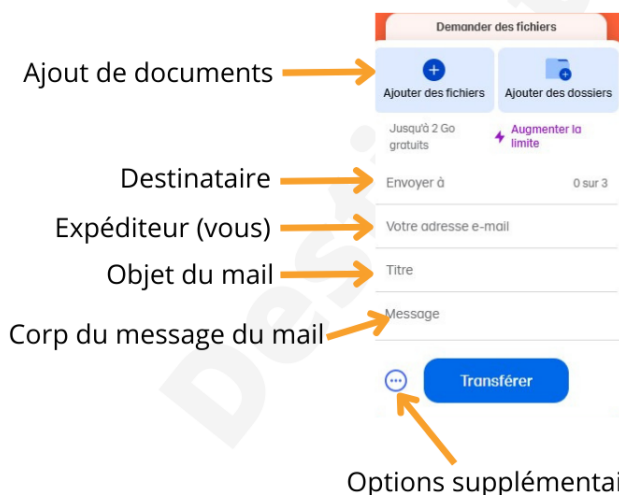 Demander des fichiers
Ajout de documents
Ajouter des fichiers
Ajouter des dossiers
Jusqu'à 2 Go gratuits
Augmenter la limite
Destinataire
Envoyer à
0 sur 3
Expéditeur (vous)
Votre adresse e-mail
Objet du mail
Titre
Corp du message du mail
Message
Transférer
Options supplémentai